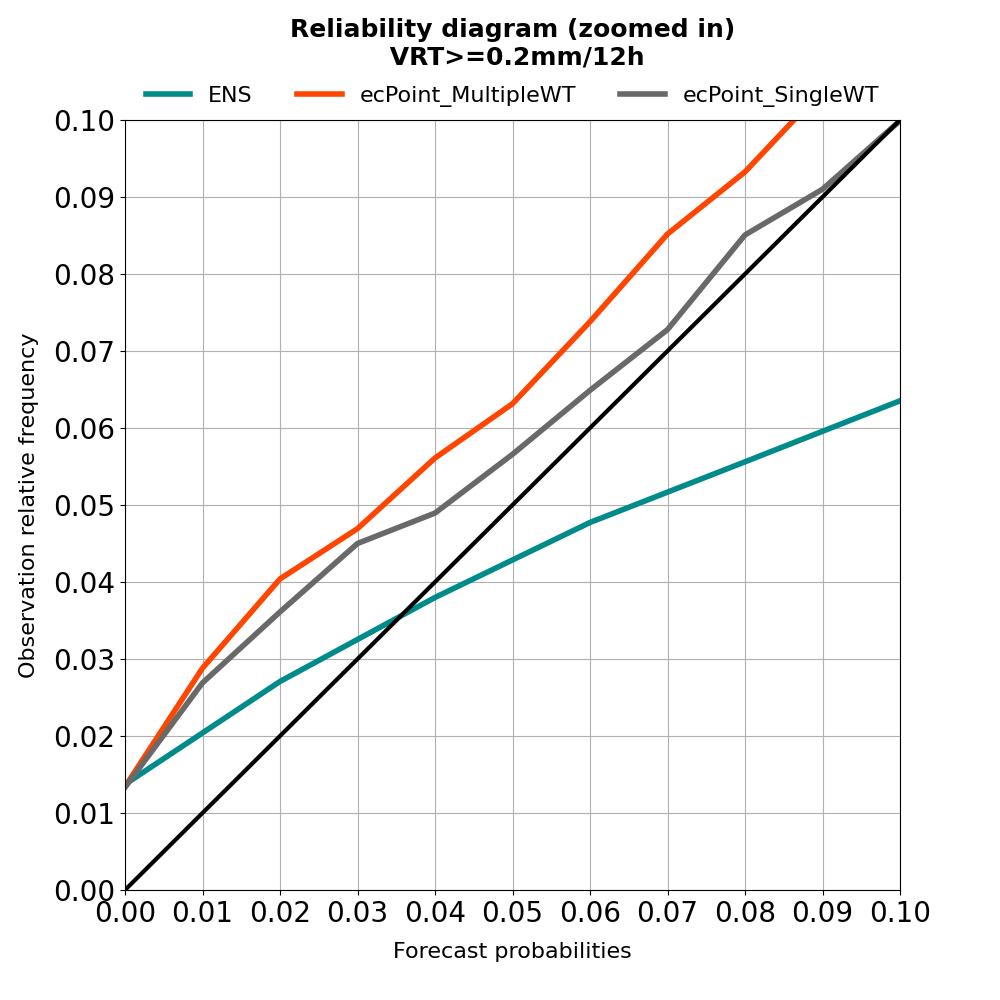 Reliability diagram (zoomed in)
VRT>=0.2mm/12h
ENS ecPoint_MultipleWT ecPoint_SingleWT
0.10
0.09
0.08
0.07
0.06
0.05
0.04
0.03
0.02
0.01
0.00
Observation relative frequency
0.00 0.01 0.02 0.03 0.04 0.05 0.06 0.07 0.08 0.09 0.10
Forecast probabilities